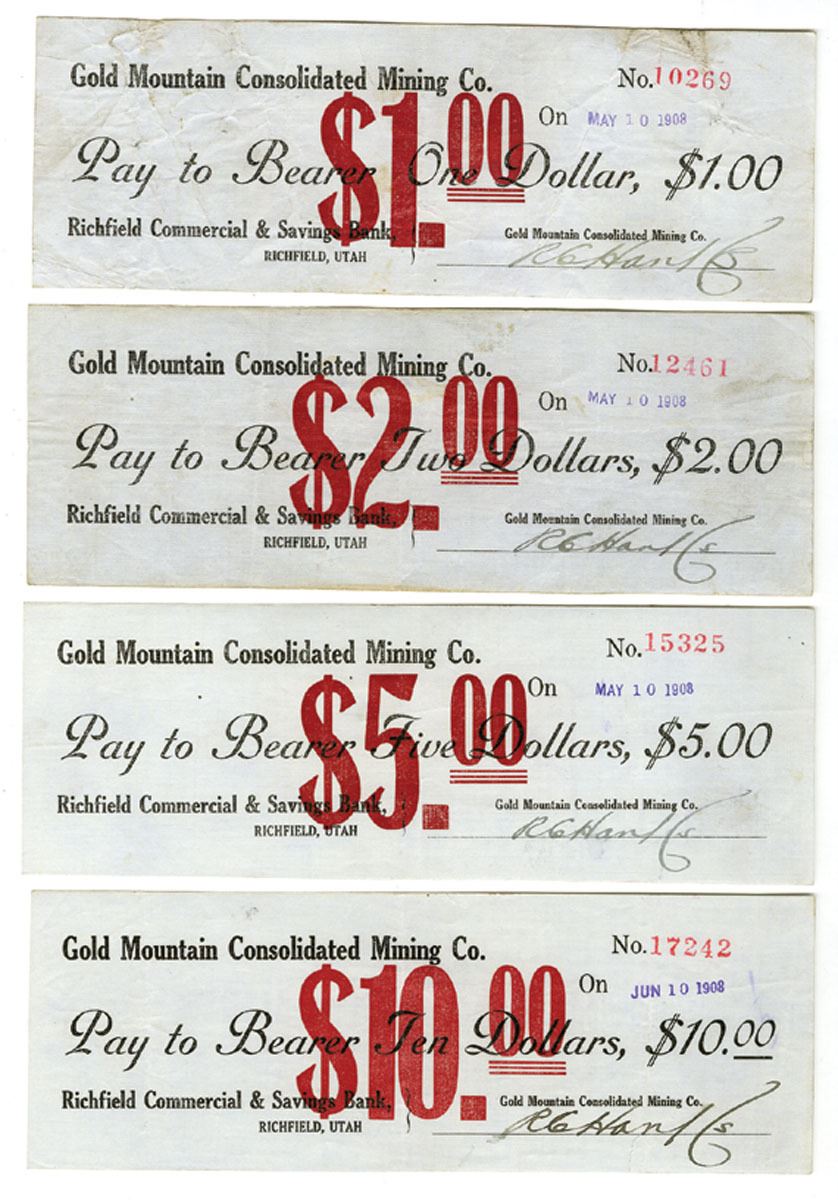 Gold Mountain Consolidated Mining Co. No.10269
$1.00
On MAY 10 1908
Pay to Bearer One Dollar, $1.00
Richfield Commercial & Savings Bank, Gold Mountain Consolidated Mining Co.
RICHFIELD, UTAH
Gold Mountain Consolidated Mining Co. No.12461
$2.00
On MAY 10 1908
Pay to Bearer Two Dollars, $2.00
Richfield Commercial & Savings Bank, Gold Mountain Consolidated Mining Co.
RICHFIELD, UTAH
Gold Mountain Consolidated Mining Co. No.15325
$5.00
On MAY 10 1908
Pay to Bearer Five Dollars, $5.00
Richfield Commercial & Savings Bank, Gold Mountain Consolidated Mining Co.
RICHFIELD, UTAH
Gold Mountain Consolidated Mining Co. No.17242
$10.00
On JUN 10 1908
Pay to Bearer Ten Dollars, $10.00
Richfield Commercial & Savings Bank, Gold Mountain Consolidated Mining Co.
RICHFIELD, UTAH